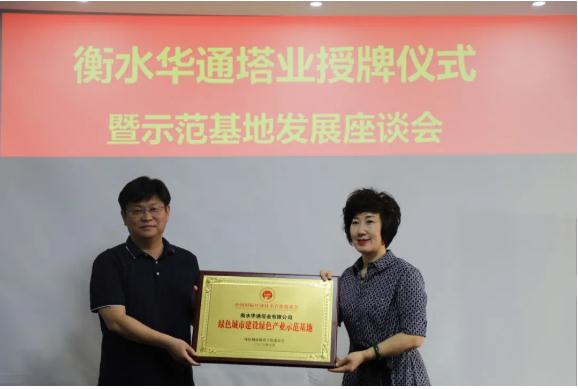 衡水华通塔业授牌仪式
暨示范基地发展座谈会
衡水华通塔业有限公司
绿色城市建设绿色产业示范基地